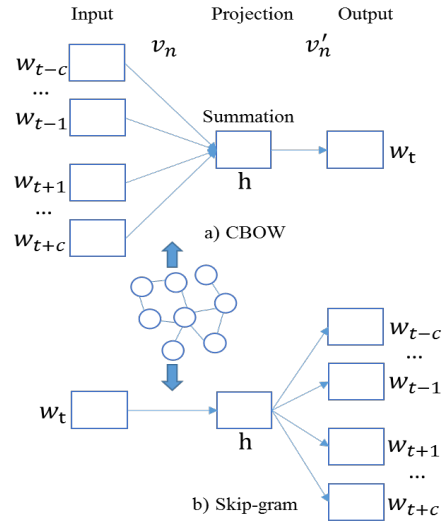 Input Projection Output
v_n v'_n
w_{t-c}
...
w_{t-1}
Summation
w_t
w_{t+1}
h
...
w_{t+c}
a) CBOW
w_{t-c}
...
w_{t-1}
w_t
h
w_{t+1}
...
b) Skip-gram
w_{t+c}